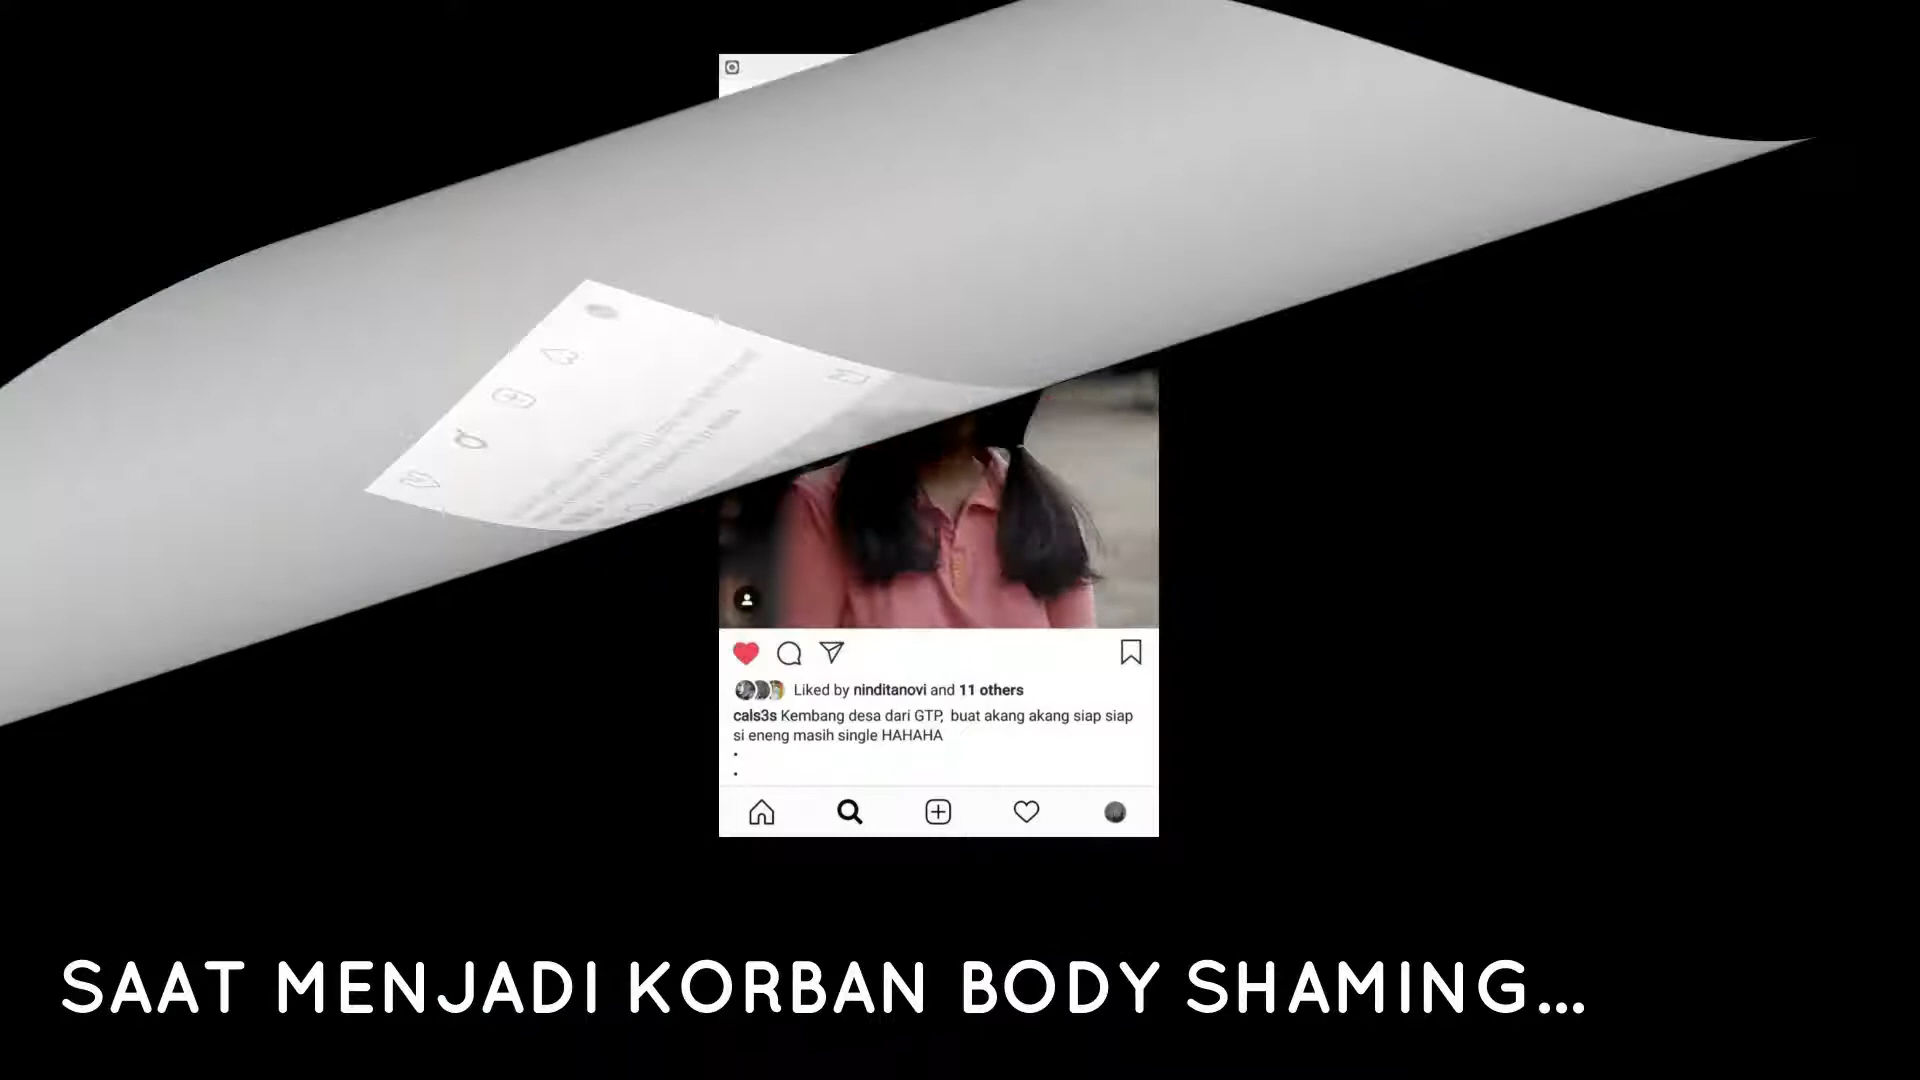 Liked by ninditanovi and 11 others
cals3s Kembang desa dari GTP, buat akang akang siap siap
si eneng masih single HAHAHA
.
.
SAAT MENJADI KORBAN BODY SHAMING...